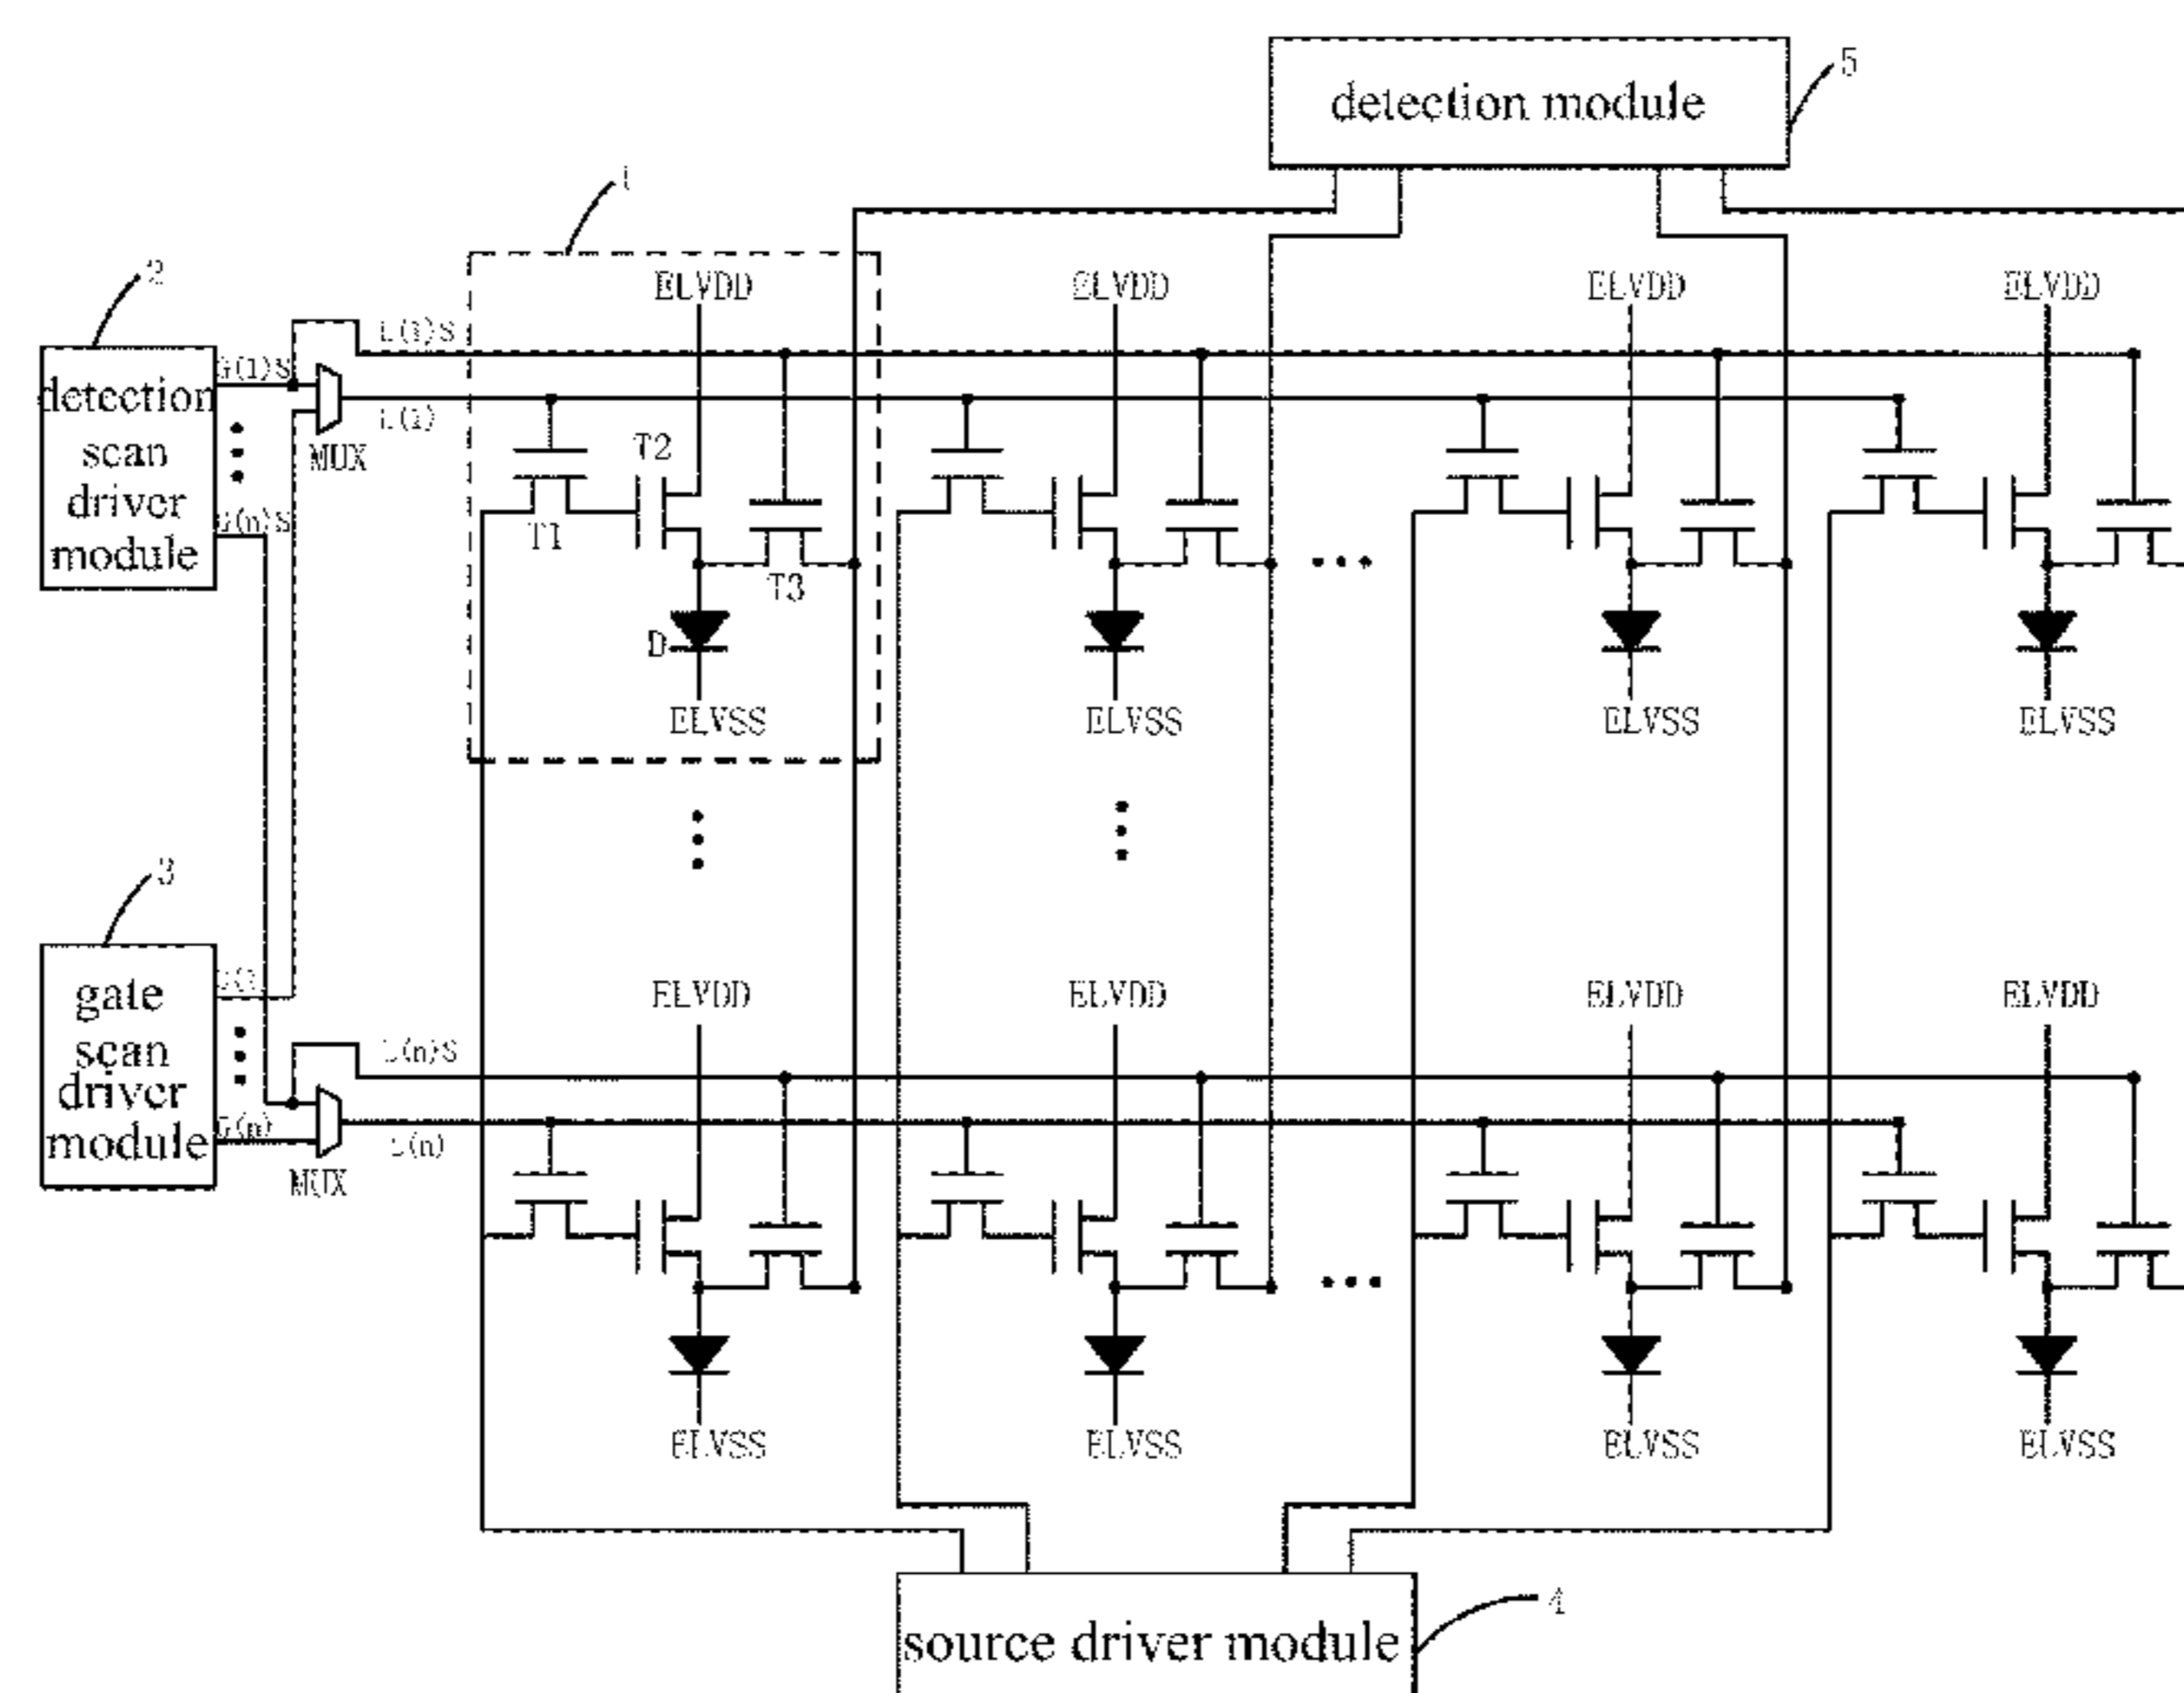 detection module
5
1
2
ELVDD
ELVDD
ELVDD
ELVDD
L(1)S
G(1)S
detection
scan
driver
module
L(1)
MUX
T2
G(n)S
T1
T3
D
ELVSS
ELVSS
ELVSS
ELVSS
3
gate
scan
driver
module
ELVDD
ELVDD
ELVDD
ELVDD
L(n)S
G(n)
L(n)
MUX
ELVSS
ELVSS
ELVSS
ELVSS
source driver module
4